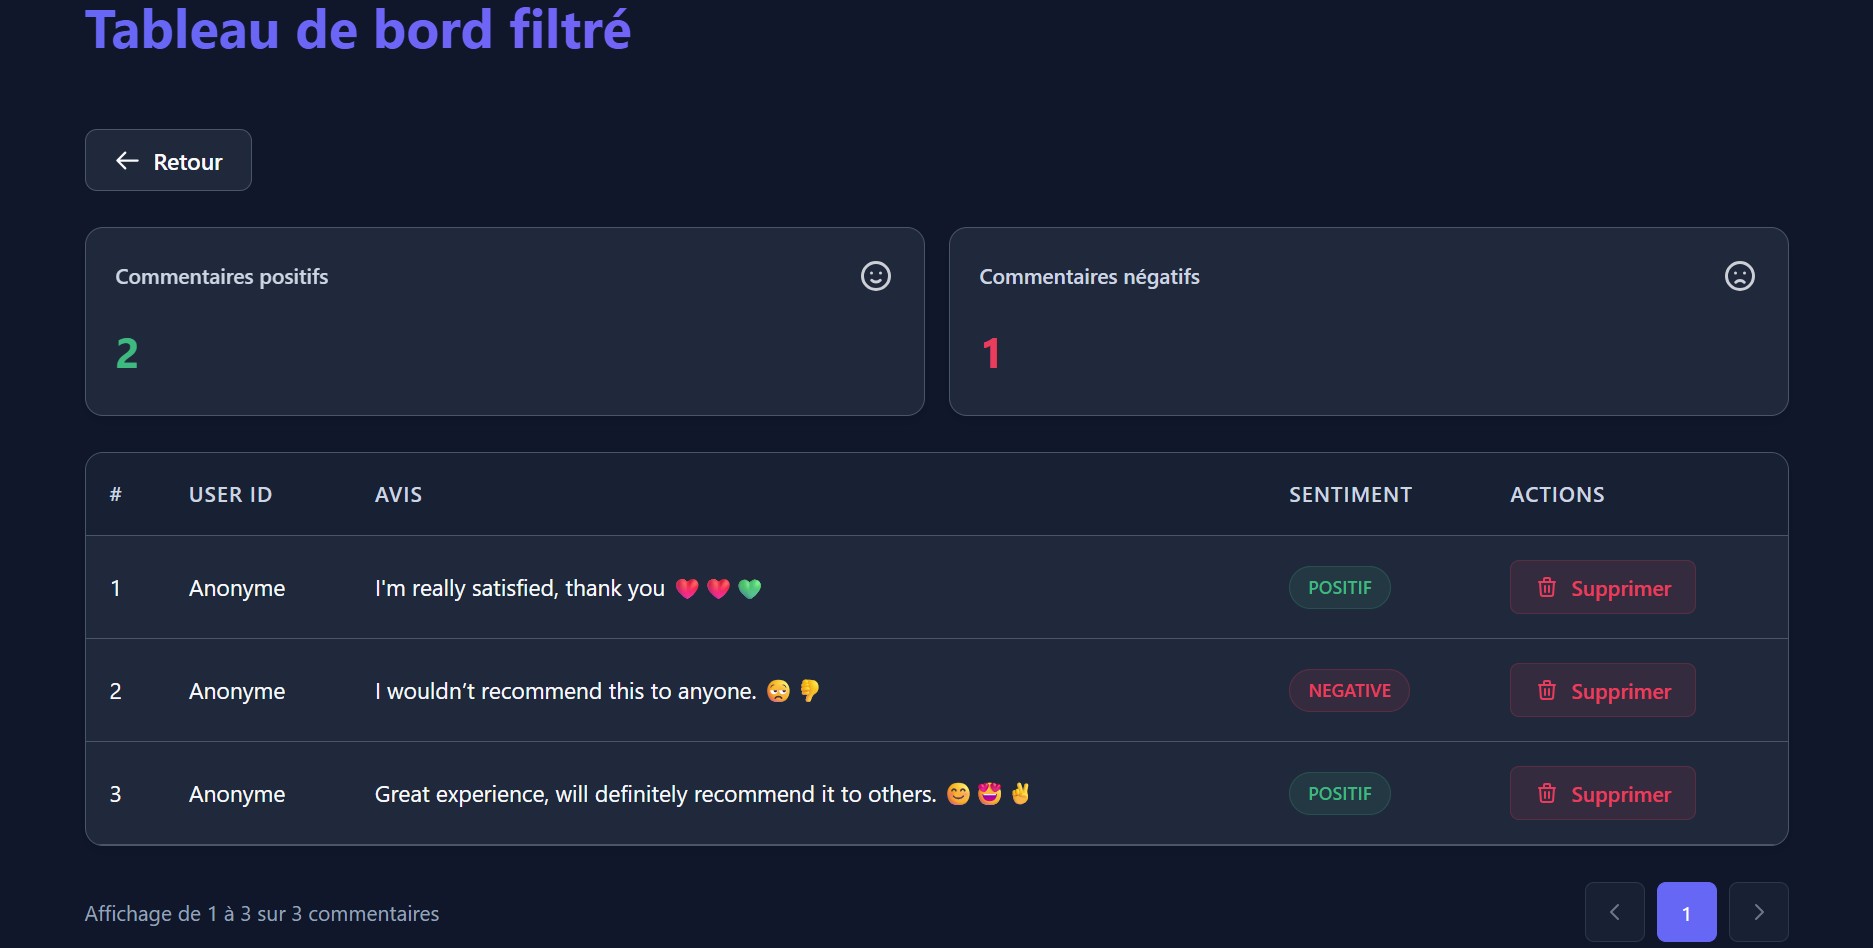 Tableau de bord filtré
← Retour
Commentaires positifs
2
Commentaires négatifs
1
# USER ID AVIS SENTIMENT ACTIONS
1 Anonyme I'm really satisfied, thank you ❤️ ❤️ 💚 POSITIF Supprimer
2 Anonyme I wouldn’t recommend this to anyone. 😩 👎 NEGATIVE Supprimer
3 Anonyme Great experience, will definitely recommend it to others. 😊 😍 ✌️ POSITIF Supprimer
Affichage de 1 à 3 sur 3 commentaires
1